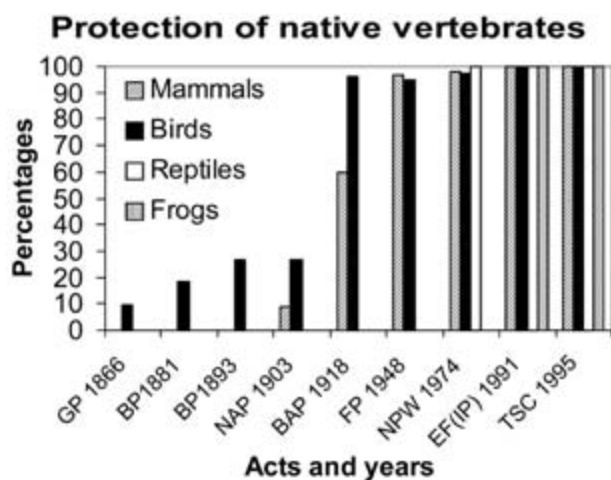 Protection of native vertebrates
Percentages
100
90
80
70
60
50
40
30
20
10
0
Mammals
Birds
Reptiles
Frogs
GP 1866
BP1881
BP1893
NAP 1903
BAP 1918
FP 1948
NPW 1974
EF(IP) 1991
TSC 1995
Acts and years